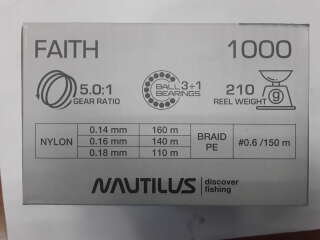 FAITH 1000
5.0:1 GEAR RATIO
BALL BEARINGS 3+1
210 REEL WEIGHT g
NYLON 0.14 mm 160 m BRAID PE #0.6 /150 m
0.16 mm 140 m
0.18 mm 110 m
NAUTILUS discover fishing